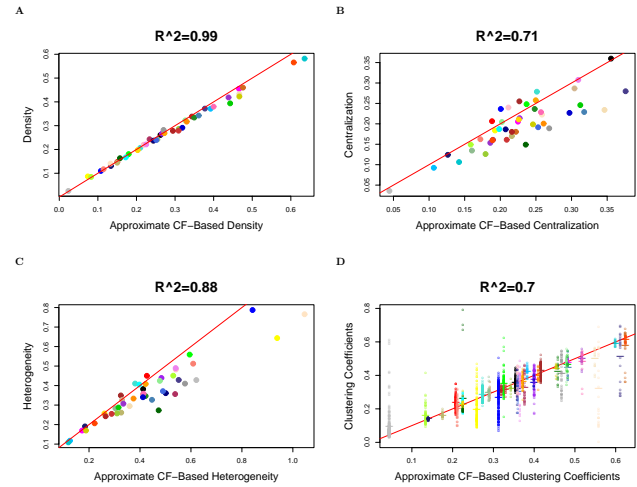 A
R^2=0.99
Density
0.1 0.2 0.3 0.4 0.5 0.6
0.0 0.1 0.2 0.3 0.4 0.5 0.6
Approximate CF−Based Density
B
R^2=0.71
Centralization
0.05 0.10 0.15 0.20 0.25 0.35
0.05 0.10 0.15 0.20 0.25 0.30 0.35
Approximate CF−Based Centralization
C
R^2=0.88
Heterogeneity
0.1 0.2 0.3 0.4 0.5 0.6 0.7 0.8
0.2 0.4 0.6 0.8 1.0
Approximate CF−Based Heterogeneity
D
R^2=0.7
Clustering Coefficients
0.0 0.2 0.4 0.6 0.8
0.1 0.2 0.3 0.4 0.5 0.6
Approximate CF−Based Clustering Coefficients